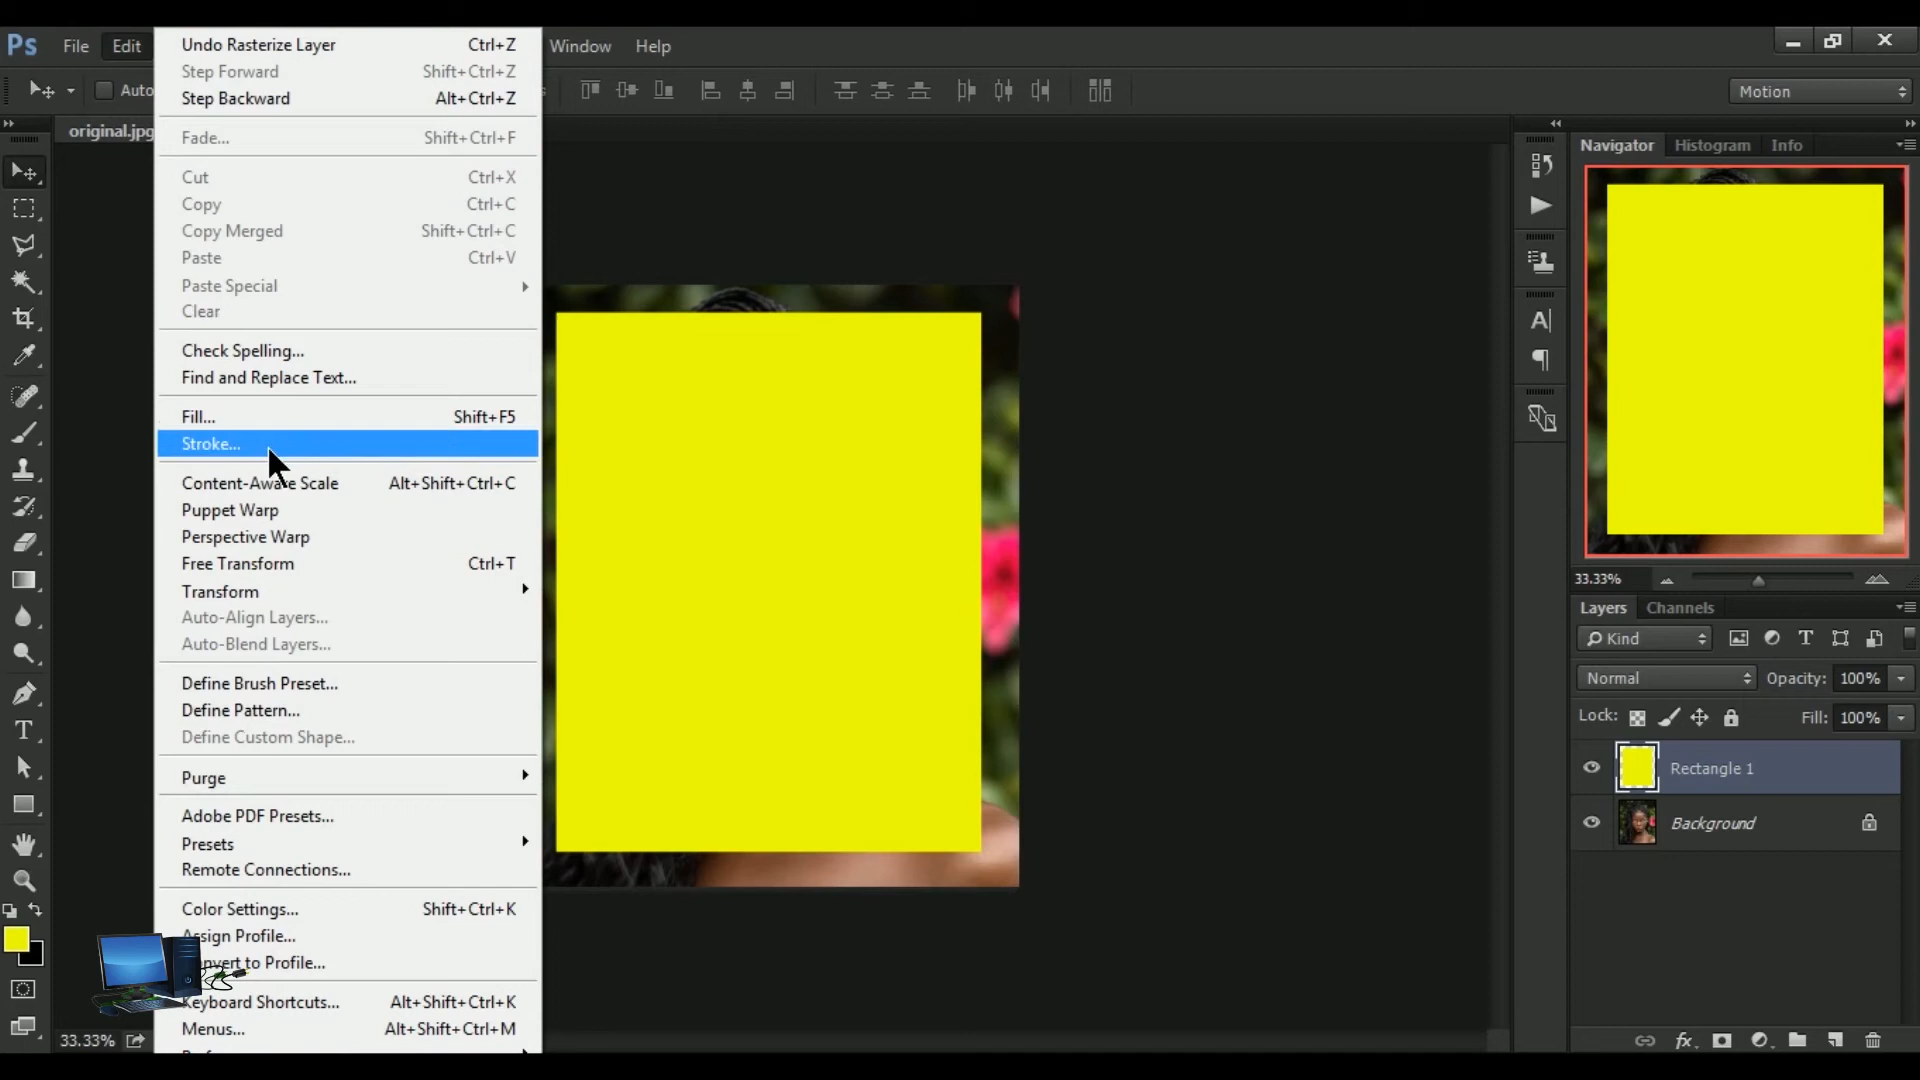 Ps File Edit Window Help
Auto Motion
original.jpg
Undo Rasterize Layer Ctrl+Z
Step Forward Shift+Ctrl+Z
Step Backward Alt+Ctrl+Z
Fade... Shift+Ctrl+F
Cut Ctrl+X
Copy Ctrl+C
Copy Merged Shift+Ctrl+C
Paste Ctrl+V
Paste Special
Clear
Check Spelling...
Find and Replace Text...
Fill... Shift+F5
Stroke...
Content-Aware Scale Alt+Shift+Ctrl+C
Puppet Warp
Perspective Warp
Free Transform Ctrl+T
Transform
Auto-Align Layers...
Auto-Blend Layers...
Define Brush Preset...
Define Pattern...
Define Custom Shape...
Purge
Adobe PDF Presets...
Presets
Remote Connections...
Color Settings... Shift+Ctrl+K
Assign Profile...
to Profile...
Keyboard Shortcuts... Alt+Shift+Ctrl+K
Menus... Alt+Shift+Ctrl+M
33.33%
Navigator Histogram Info
33.33%
Layers Channels
Kind
Normal Opacity: 100%
Lock: Fill: 100%
Rectangle 1
Background